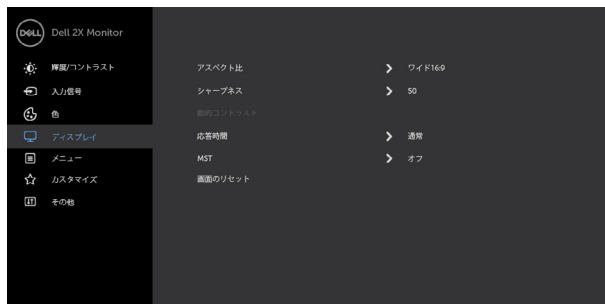 DELL Dell 2X Monitor
輝度/コントラスト
入力信号
色
ディスプレイ
メニュー
カスタマイズ
その他
アスペクト比 ワイド16:9
シャープネス 50
動的コントラスト
応答時間 通常
MST オフ
画面のリセット